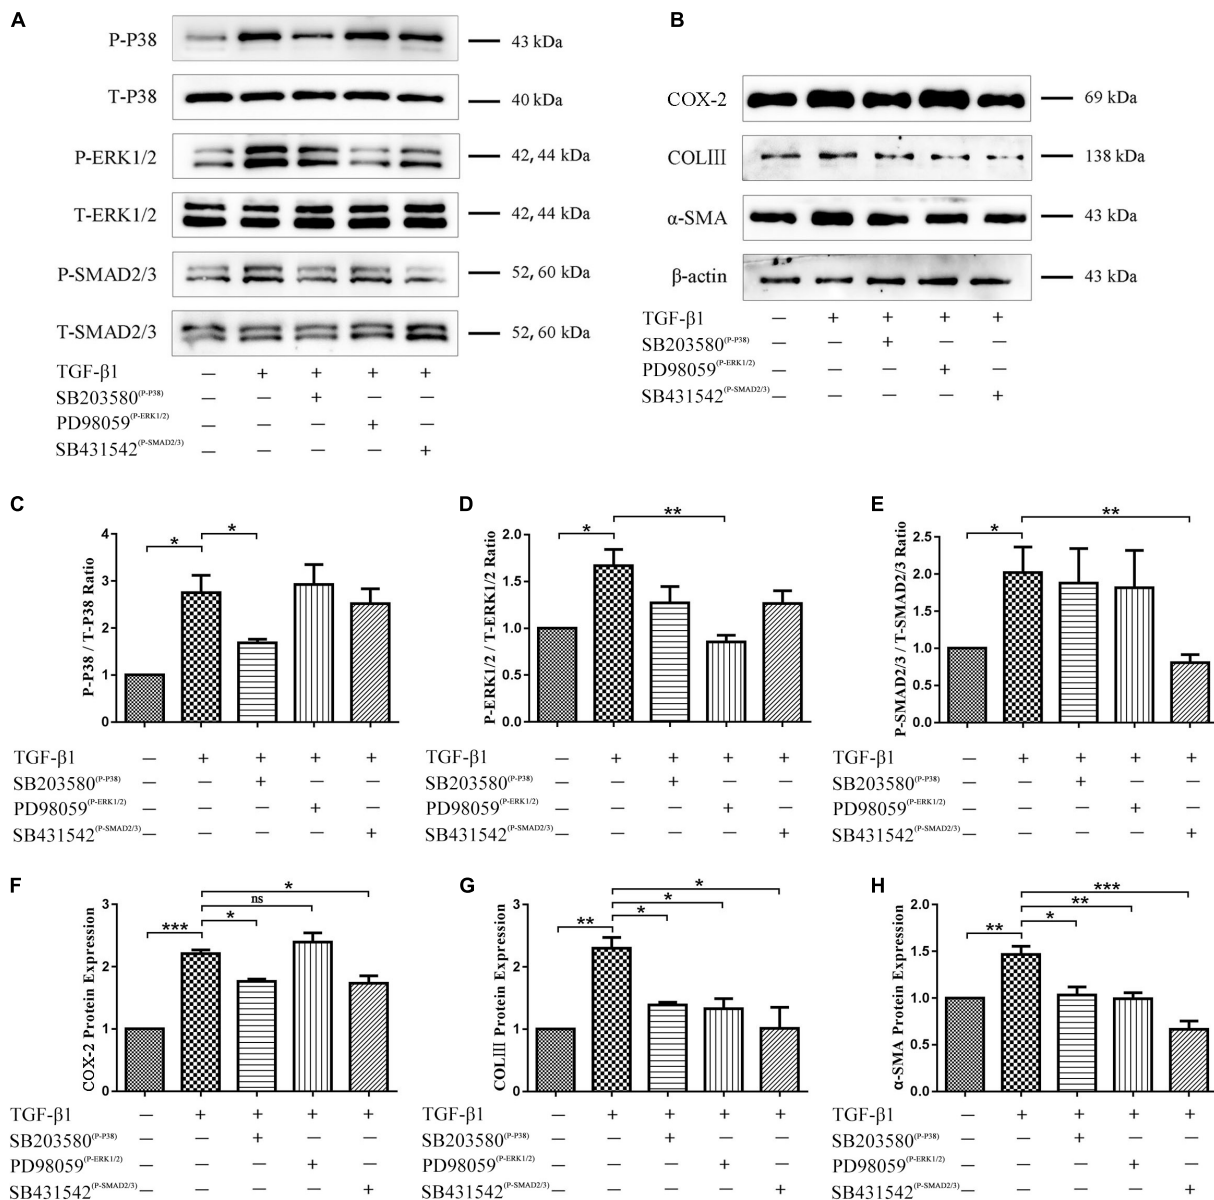 A
P-P38
43 kDa
T-P38
40 kDa
P-ERK1/2
42, 44 kDa
T-ERK1/2
42, 44 kDa
P-SMAD2/3
52, 60 kDa
T-SMAD2/3
52, 60 kDa
TGF-β1 — + + + +
SB203580(P-P38) — — + — —
PD98059(P-ERK1/2) — — — + —
SB431542(P-SMAD2/3) — — — — +
B
COX-2
69 kDa
COLIII
138 kDa
α-SMA
43 kDa
β-actin
43 kDa
TGF-β1 — + + + +
SB203580(P-P38) — — + — —
PD98059(P-ERK1/2) — — — + —
SB431542(P-SMAD2/3) — — — — +
C
P-P38 / T-P38 Ratio
4
3
2
1
0
* *
TGF-β1 — + + + +
SB203580(P-P38) — — + — —
PD98059(P-ERK1/2) — — — + —
SB431542(P-SMAD2/3) — — — — +
D
P-ERK1/2 / T-ERK1/2 Ratio
2.0
1.5
1.0
0.5
0.0
* **
TGF-β1 — + + + +
SB203580(P-P38) — — + — —
PD98059(P-ERK1/2) — — — + —
SB431542(P-SMAD2/3) — — — — +
E
P-SMAD2/3 / T-SMAD2/3 Ratio
2.5
2.0
1.5
1.0
0.5
0.0
* **
TGF-β1 — + + + +
SB203580(P-P38) — — + — —
PD98059(P-ERK1/2) — — — + —
SB431542(P-SMAD2/3) — — — — +
F
COX-2 Protein Expression
3
2
1
0
*
ns
*** *
TGF-β1 — + + + +
SB203580(P-P38) — — + — —
PD98059(P-ERK1/2) — — — + —
SB431542(P-SMAD2/3) — — — — +
G
COLIII Protein Expression
3
2
1
0
*
*
** *
TGF-β1 — + + + +
SB203580(P-P38) — — + — —
PD98059(P-ERK1/2) — — — + —
SB431542(P-SMAD2/3) — — — — +
H
α-SMA Protein Expression
2.0
1.5
1.0
0.5
0.0
***
**
** *
TGF-β1 — + + + +
SB203580(P-P38) — — + — —
PD98059(P-ERK1/2) — — — + —
SB431542(P-SMAD2/3) — — — — +